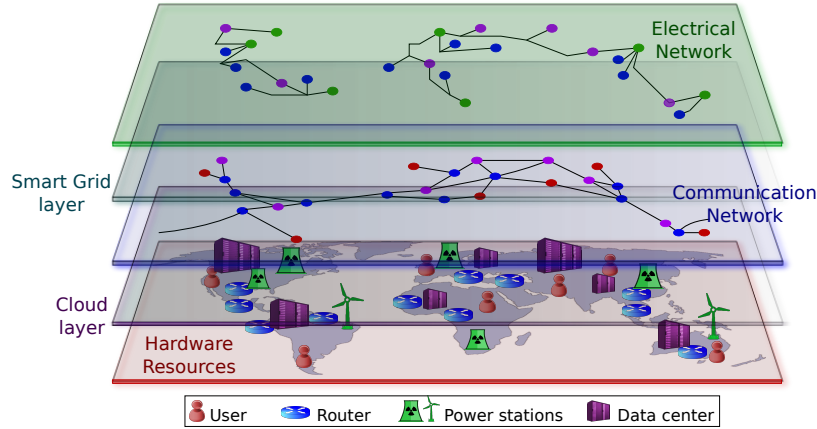 Electrical
Network
Smart Grid
layer
Communication
Network
Cloud
layer
Hardware
Resources
User
Router
Power stations
Data center